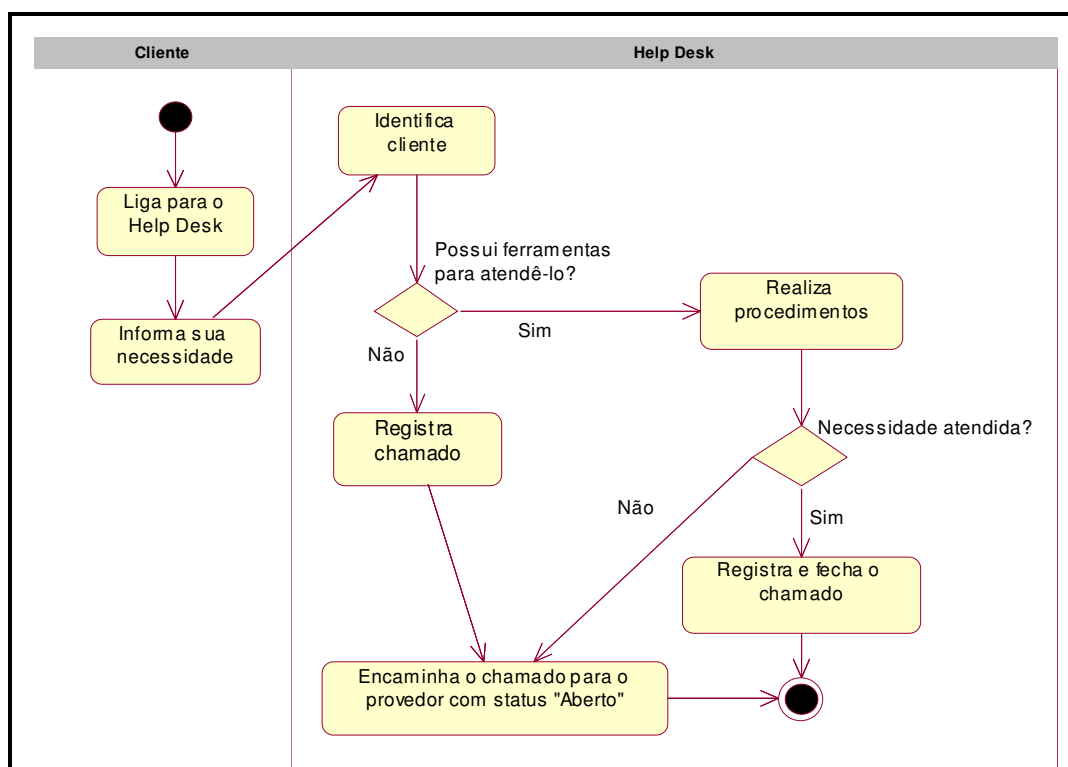 Cliente
Help Desk
Identifica
cliente
Liga para o
Help Desk
Possui ferramentas
para atendê-lo?
Realiza
procedimentos
Informa sua
necessidade
Sim
Não
Registra
chamado
Necessidade atendida?
Não
Sim
Registra e fecha o
chamado
Encaminha o chamado para o
provedor com status "Aberto"